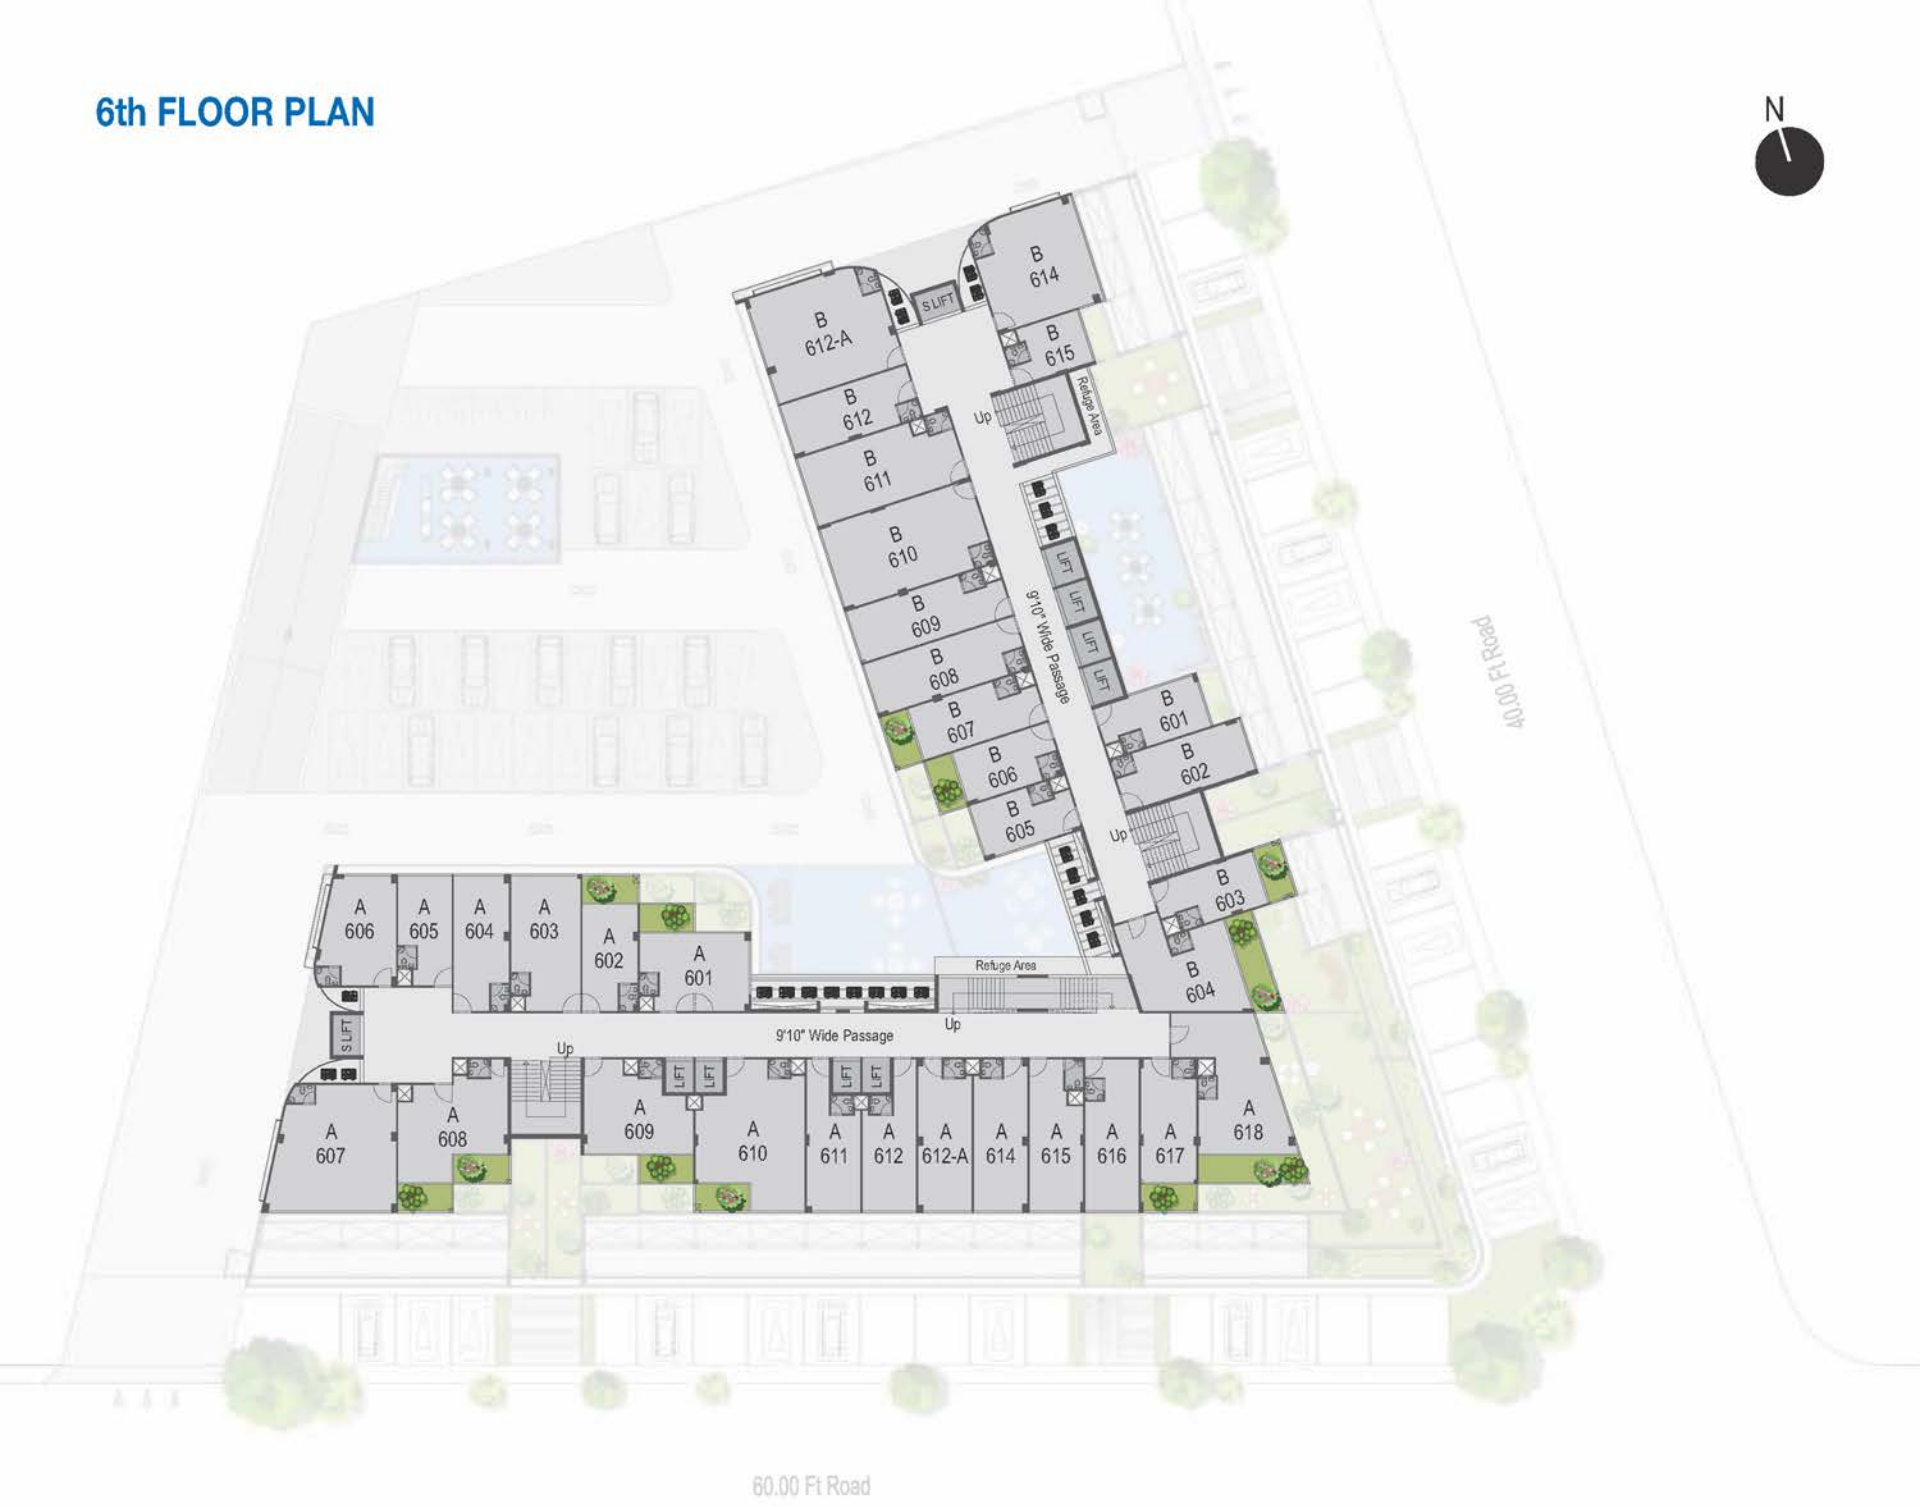 6th FLOOR PLAN
N
B
614
S LIFT
B
612-A
B
615
B
612
Up
Refuge Area
B
611
B
610
LIFT
LIFT
LIFT
LIFT
9'10" Wide Passage
B
609
B
608
B
607
B
601
B
602
B
606
B
605
Up
B
603
B
604
40.00 Ft Road
A
606
A
605
A
604
A
603
A
602
A
601
Refuge Area
S LIFT
Up
9'10" Wide Passage
Up
LIFT
LIFT
LIFT
LIFT
A
607
A
608
A
609
A
610
A
611
A
612
A
612-A
A
614
A
615
A
616
A
617
A
618
60.00 Ft Road